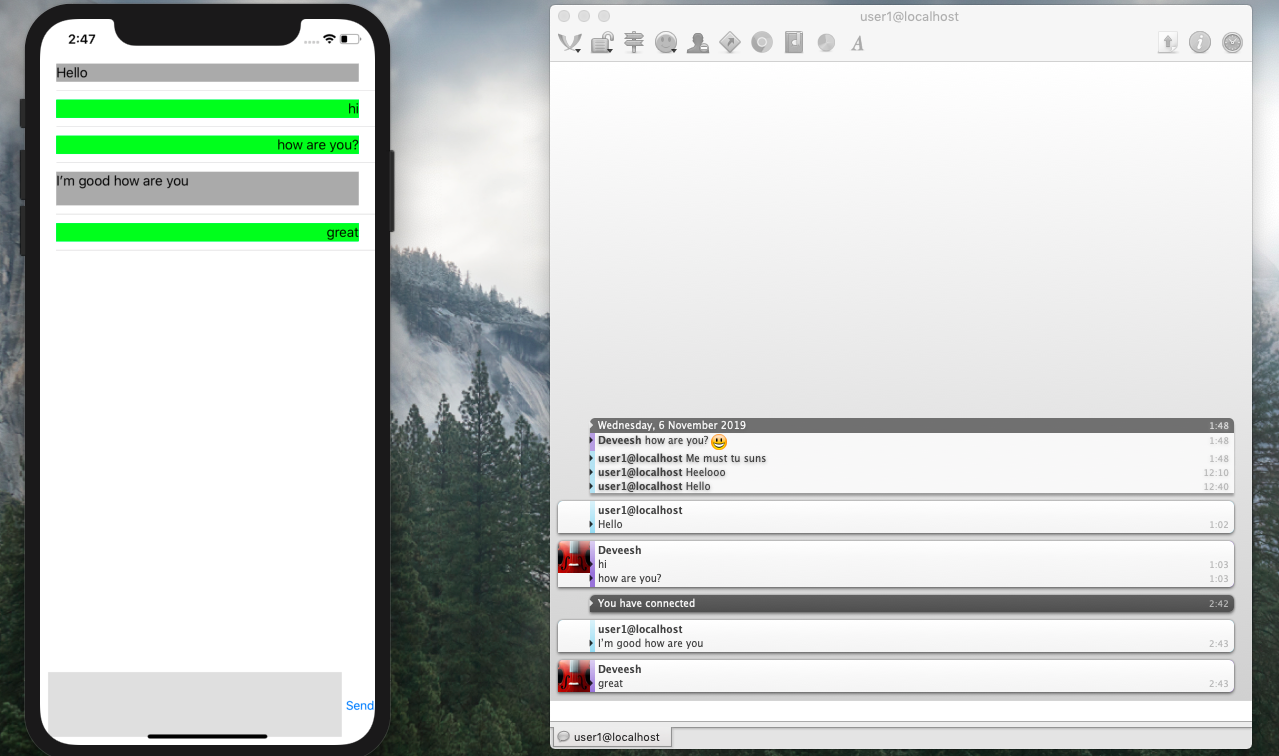 2:47
Hello
hi
how are you?
I'm good how are you
great
Send
user1@localhost
A
Wednesday, 6 November 2019 1:48
Deveesh how are you? 1:48
user1@localhost Me must tu suns 1:48
user1@localhost Heelooo 12:10
user1@localhost Hello 12:40
user1@localhost
Hello 1:02
Deveesh
hi 1:03
how are you? 1:03
You have connected 2:42
user1@localhost
I'm good how are you 2:43
Deveesh
great 2:43
user1@localhost